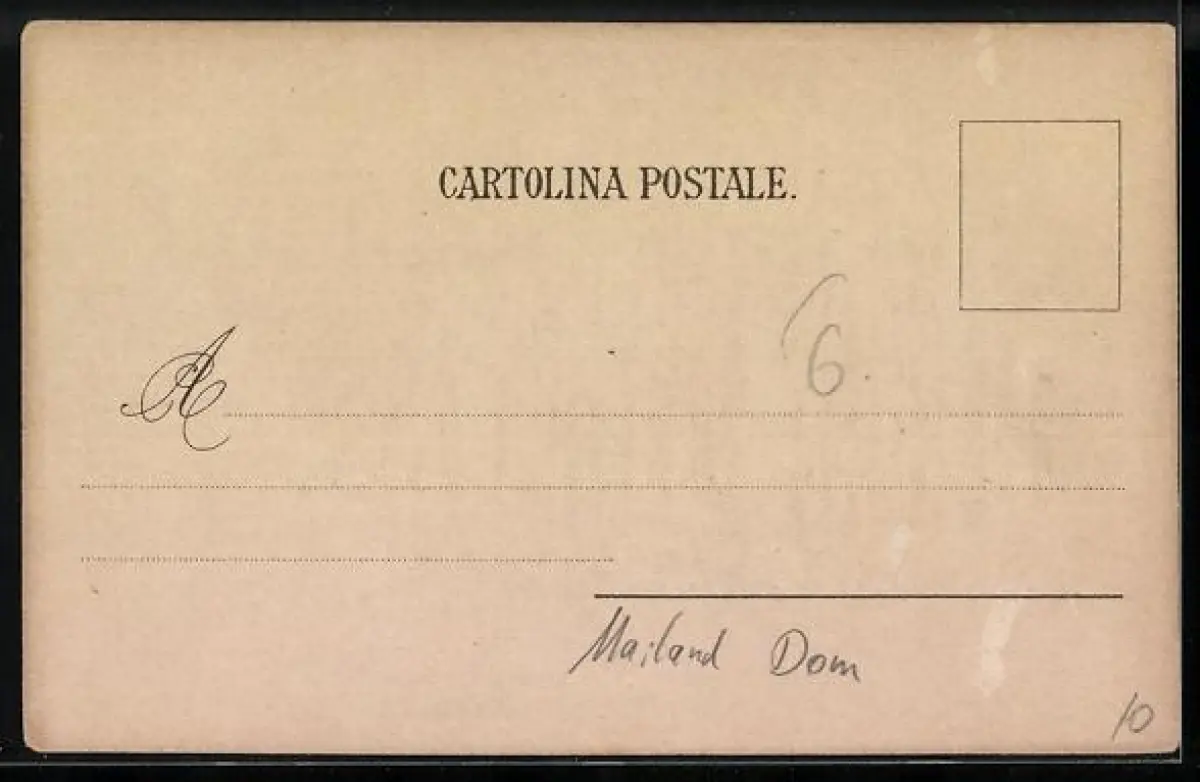 CARTOLINA POSTALE.
6.
A
Mailand Dom
10